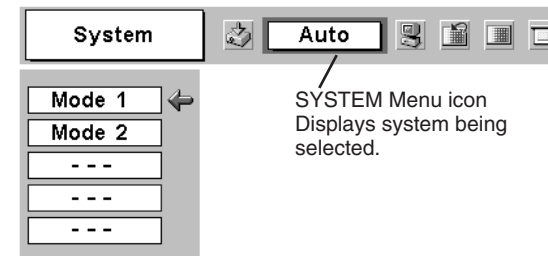 System
Auto
Mode 1
Mode 2
- - -
- - -
- - -
SYSTEM Menu icon
Displays system being
selected.